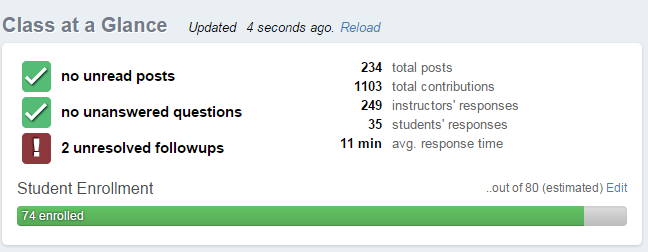 Class at a Glance Updated 4 seconds ago. Reload
no unread posts
no unanswered questions
! 2 unresolved followups
234 total posts
1103 total contributions
249 instructors' responses
35 students' responses
11 min avg. response time
Student Enrollment ..out of 80 (estimated) Edit
74 enrolled